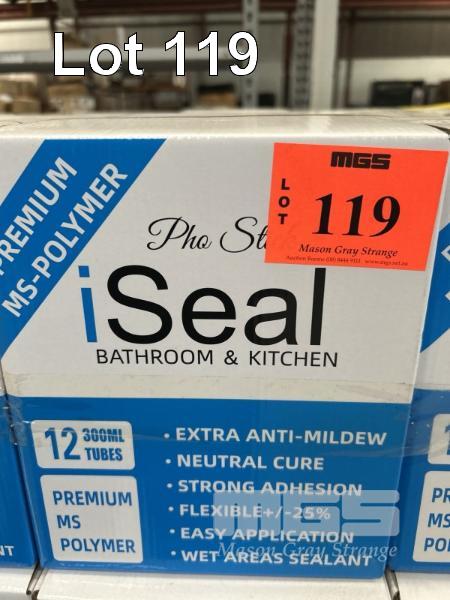 Lot 119
MGS
LOT
119
Mason Gray Strange
PREMIUM
MS-POLYMER
Pho
iSeal
BATHROOM & KITCHEN
12 300ML TUBES
PREMIUM
MS
POLYMER
• EXTRA ANTI-MILDEW
• NEUTRAL CURE
• STRONG ADHESION
• FLEXIBLE+/-25%
• EASY APPLICATION
• WET AREAS SEALANT
MGS
Mason Gray Strange